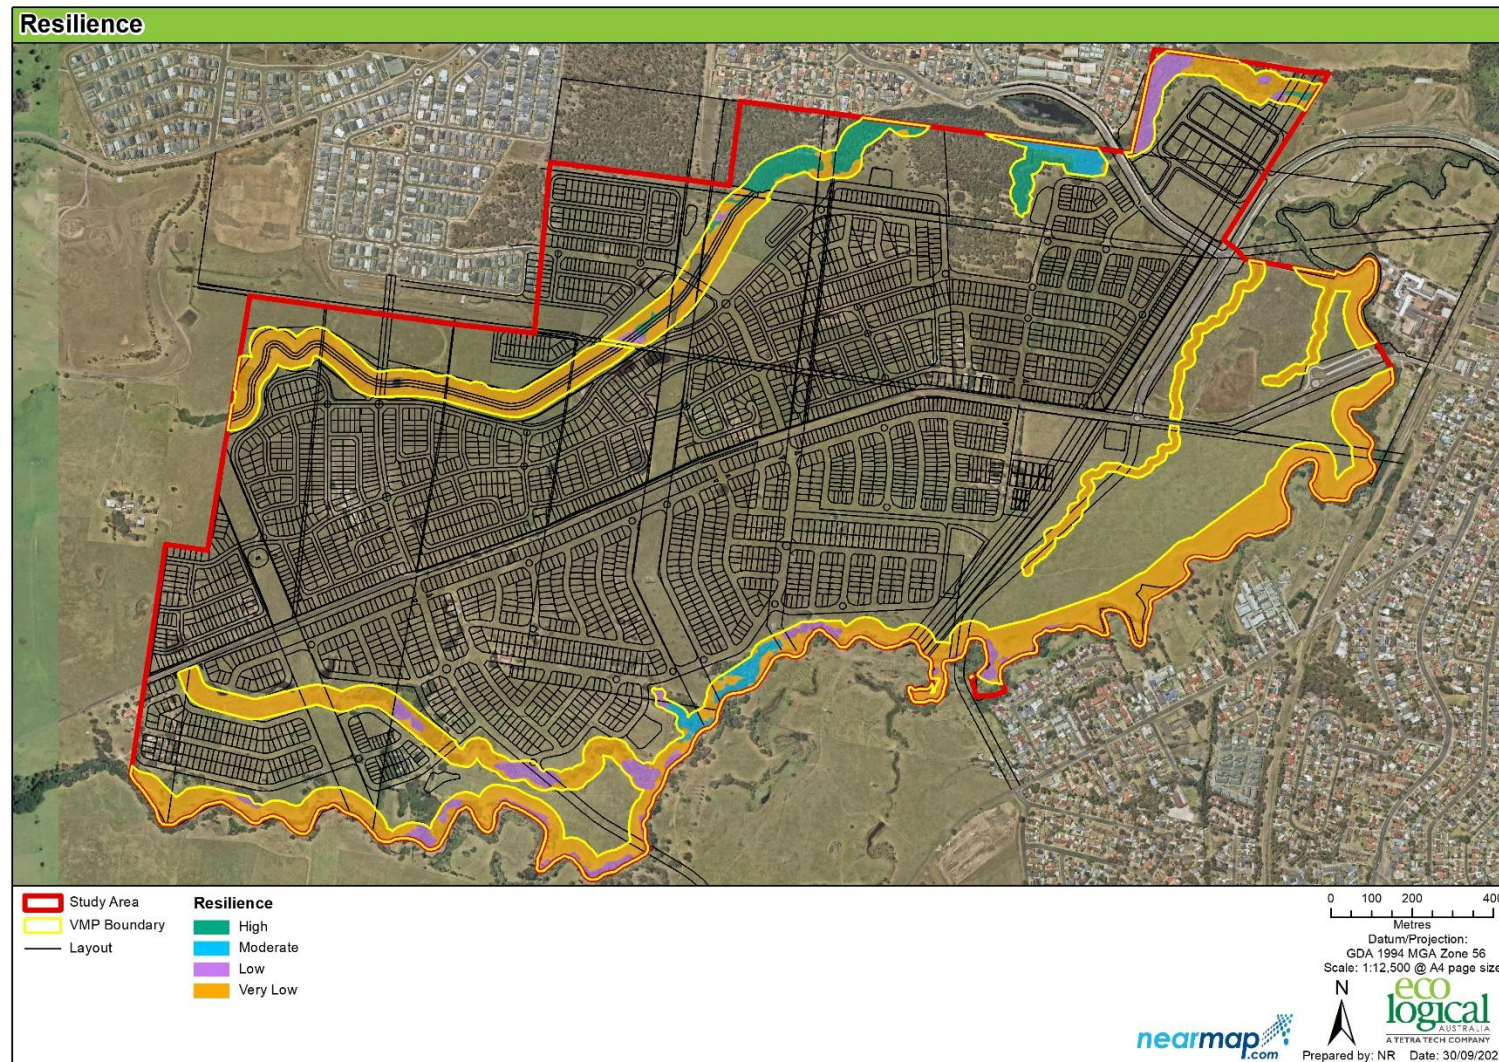 Resilience
Study Area
VMP Boundary
Layout
Resilience
High
Moderate
Low
Very Low
0 100 200 400
Metres
Datum/Projection:
GDA 1994 MGA Zone 56
Scale: 1:12,500 @ A4 page size
N
eco
logical
AUSTRALIA
A TETRA TECH COMPANY
nearmap
.com
Prepared by: NR Date: 30/09/202